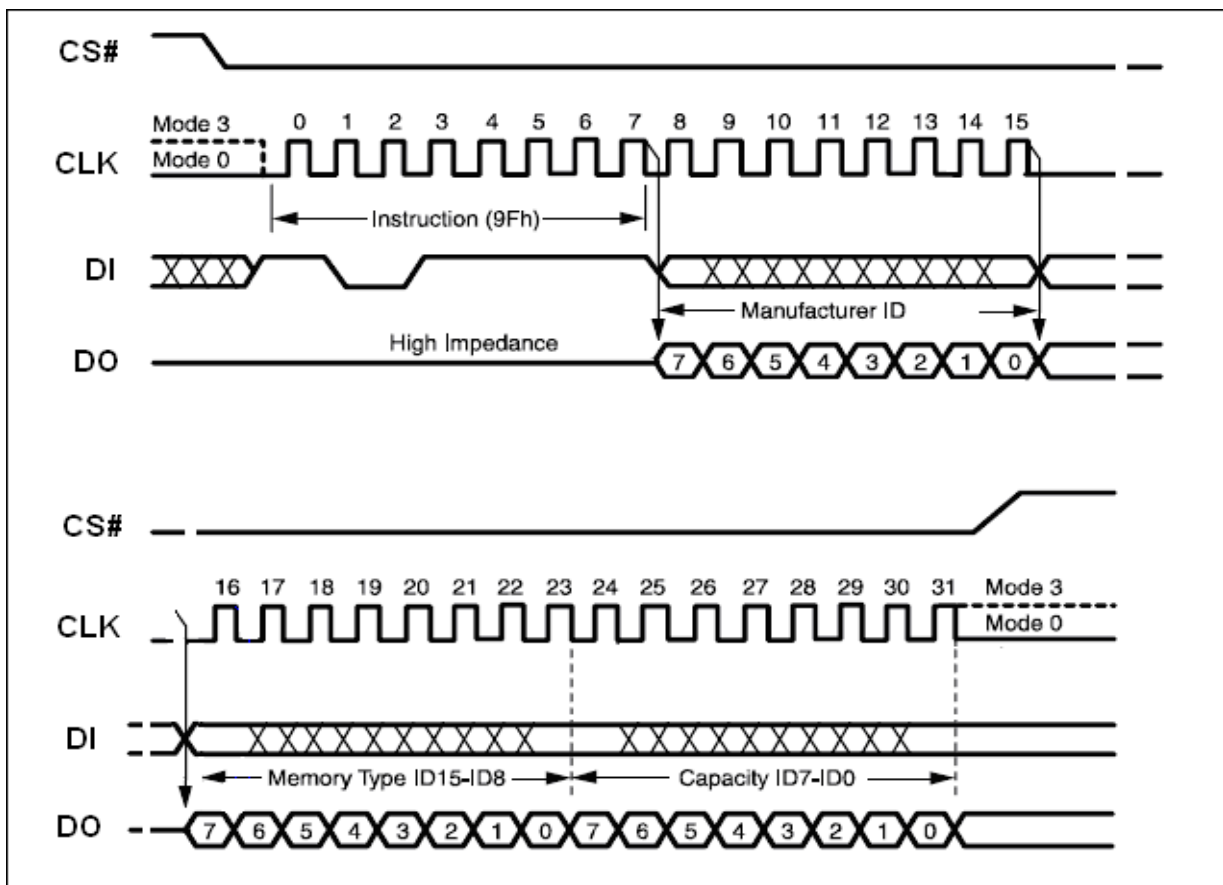 CS#
0 1 2 3 4 5 6 7 8 9 10 11 12 13 14 15
Mode 3
CLK
Mode 0
Instruction (9Fh)
DI
Manufacturer ID
High Impedance
DO
7 6 5 4 3 2 1 0
CS#
16 17 18 19 20 21 22 23 24 25 26 27 28 29 30 31
Mode 3
CLK
Mode 0
DI
Memory Type ID15-ID8
Capacity ID7-ID0
DO
7 6 5 4 3 2 1 0 7 6 5 4 3 2 1 0